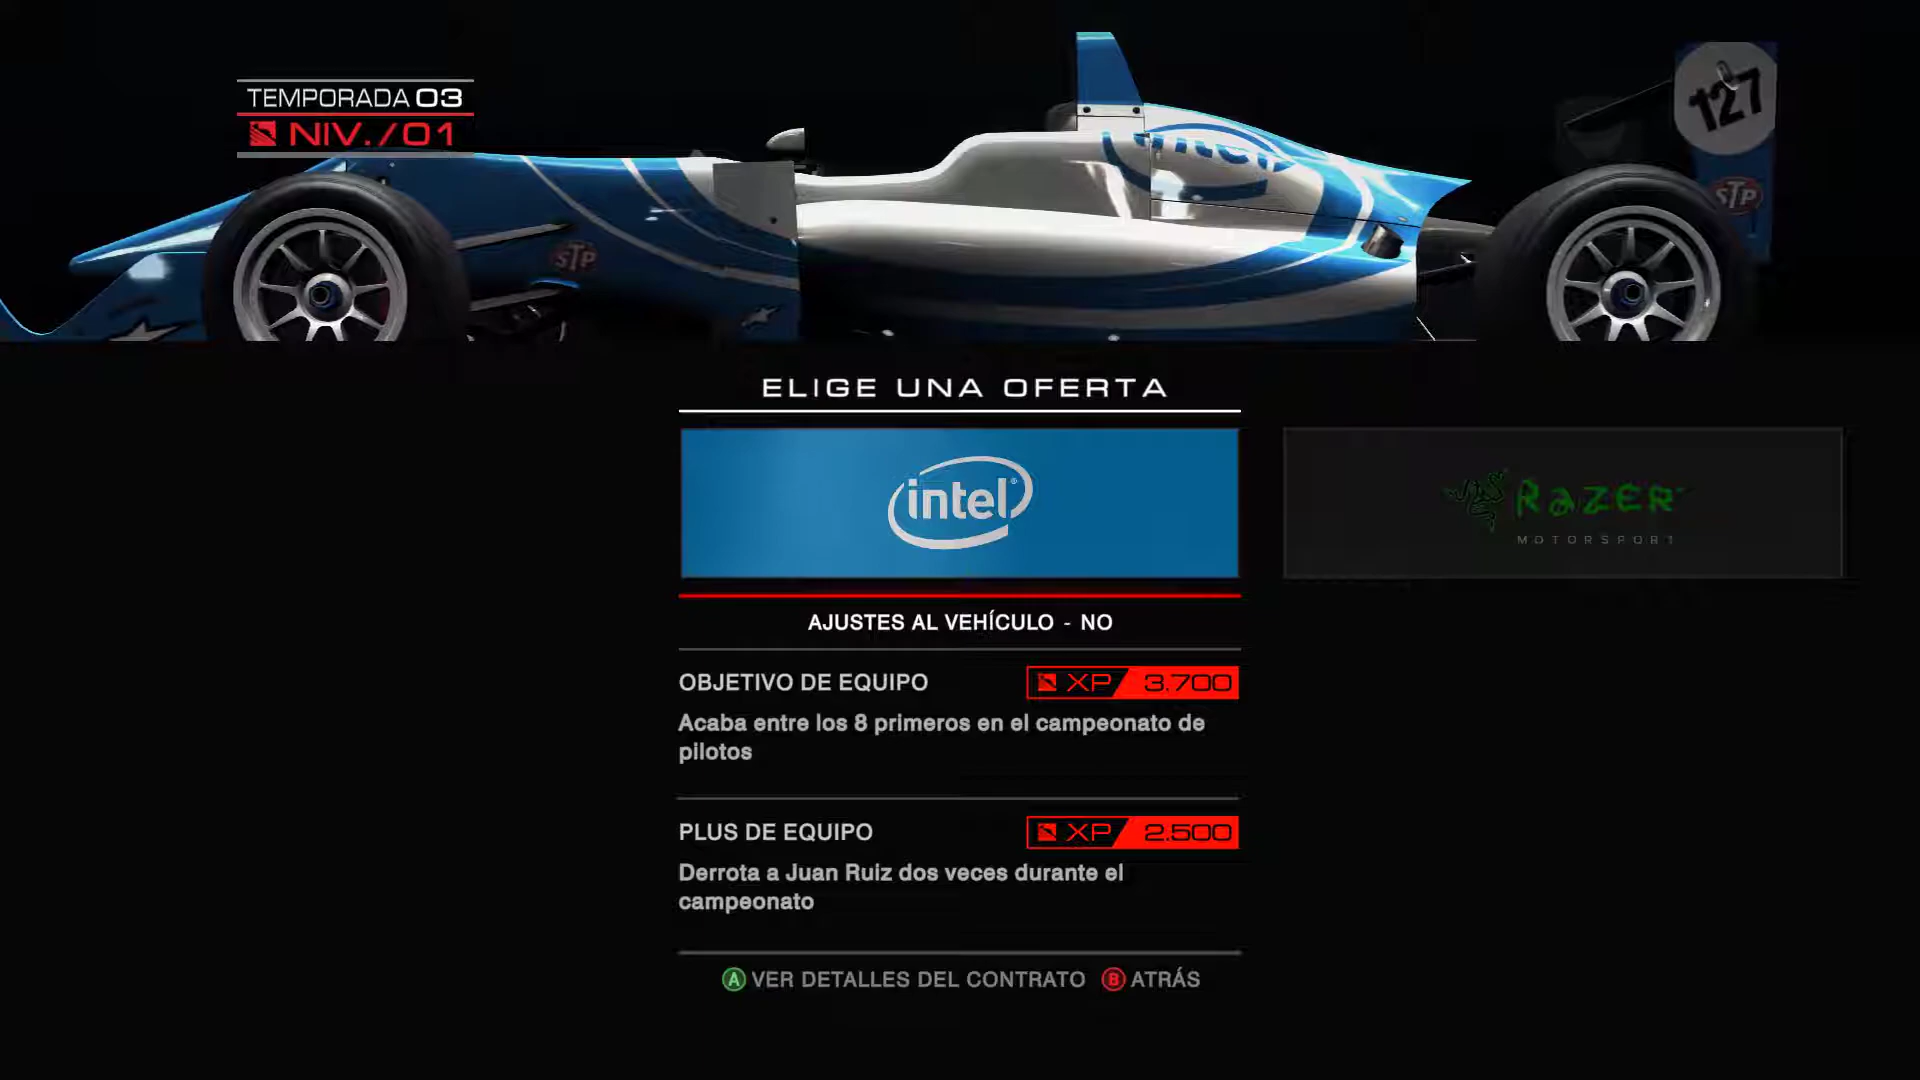 TEMPORADA 03
NIV./01
intel
127
STP
STP
ELIGE UNA OFERTA
intel
RAZER
MOTORSPORT
AJUSTES AL VEHÍCULO - NO
OBJETIVO DE EQUIPO XP 3.700
Acaba entre los 8 primeros en el campeonato de
pilotos
PLUS DE EQUIPO XP 2.500
Derrota a Juan Ruiz dos veces durante el
campeonato
A VER DETALLES DEL CONTRATO B ATRÁS